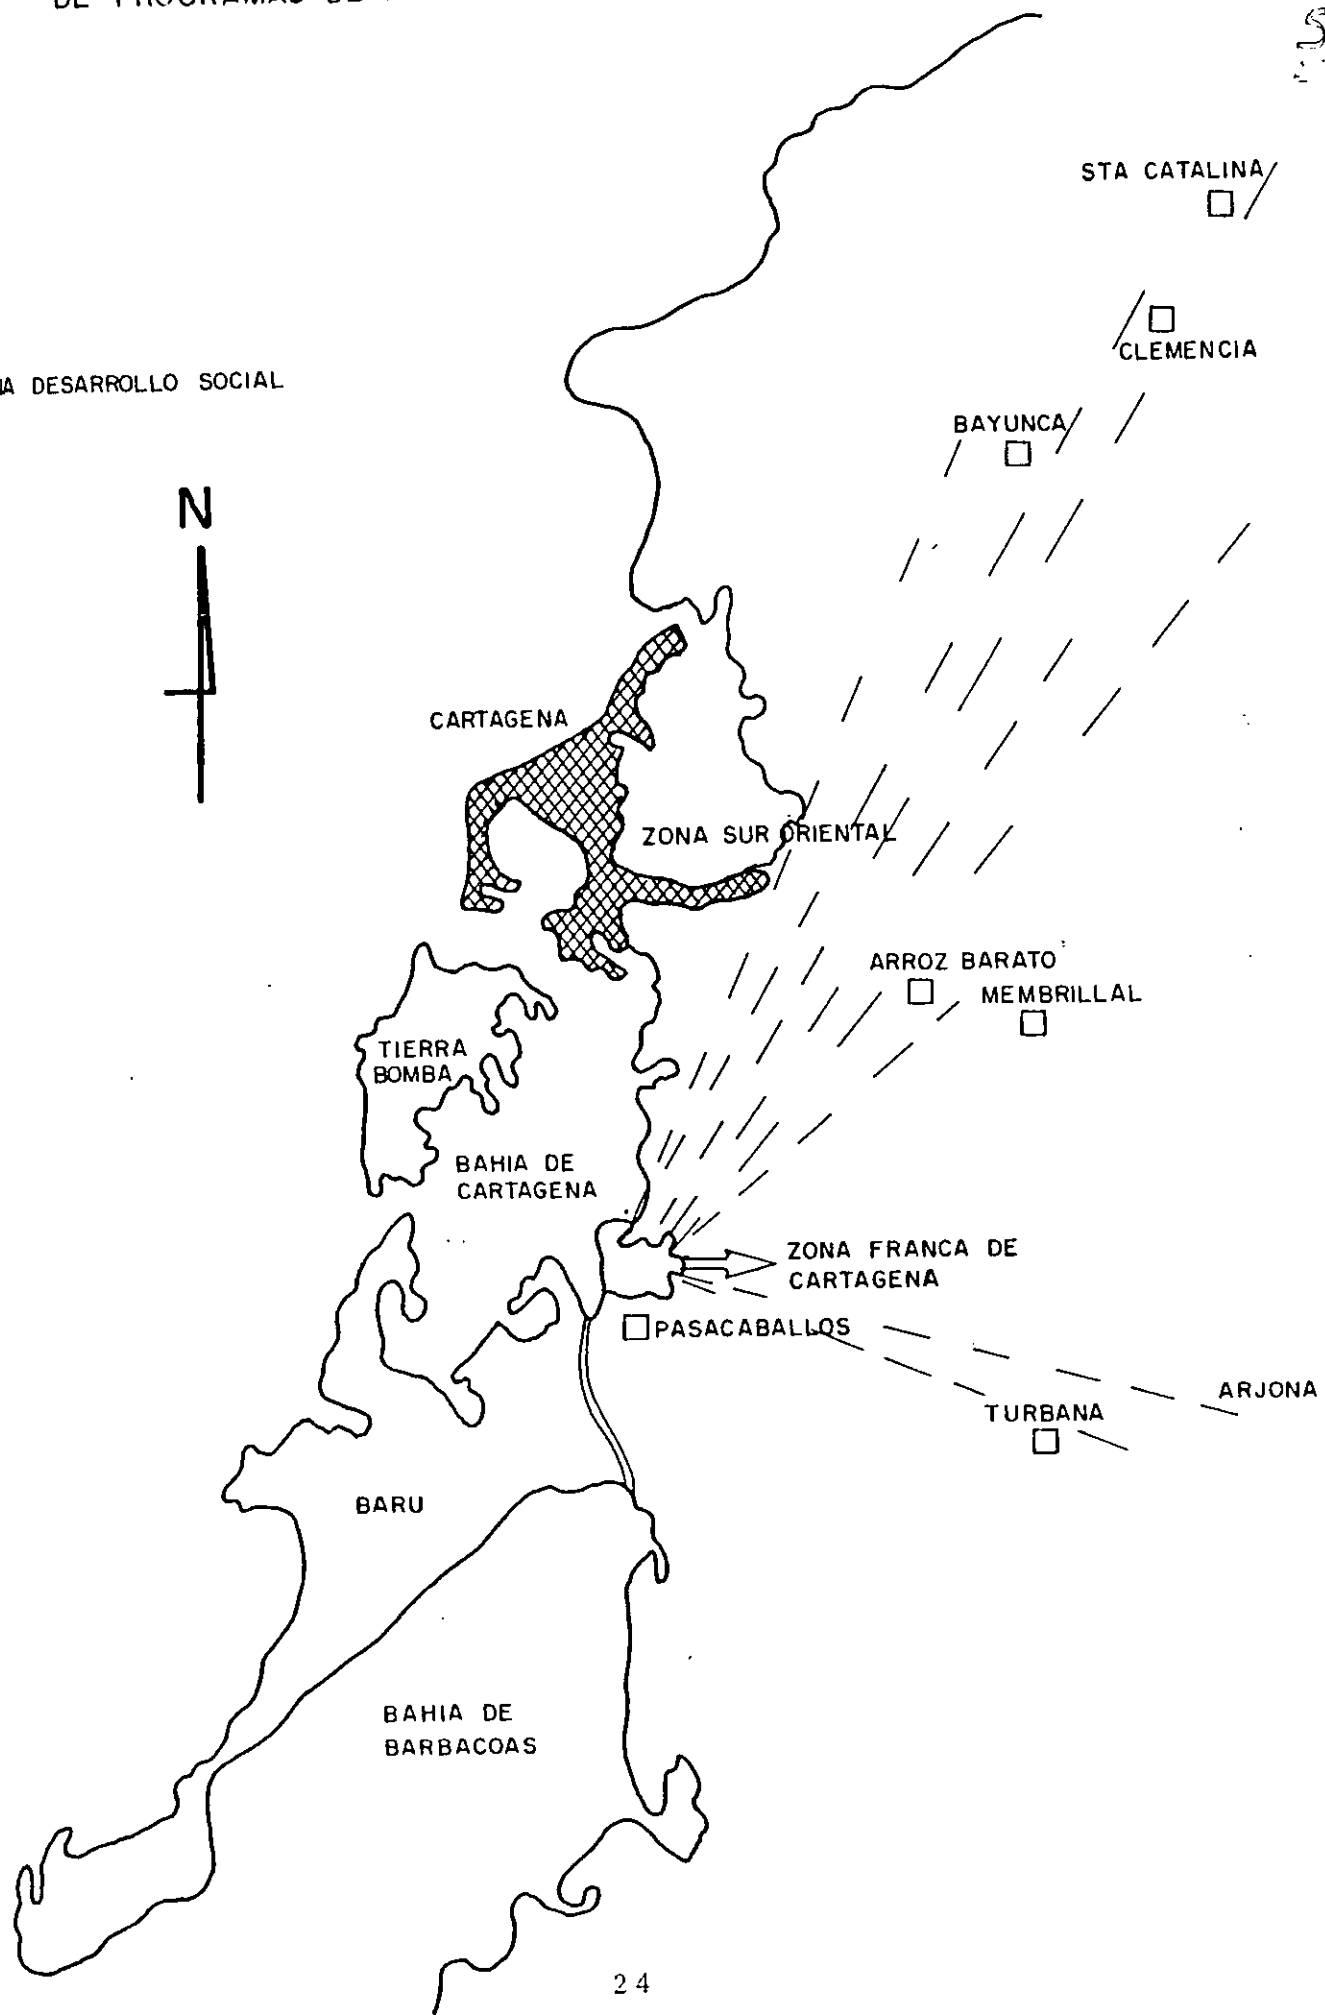 STA CATALINA
CLEMENCIA
A DESARROLLO SOCIAL
BAYUNCA
N
CARTAGENA
ZONA SUR ORIENTAL
ARROZ BARATO
MEMBRILLAL
TIERRA
BOMBA
BAHIA DE
CARTAGENA
ZONA FRANCA DE
CARTAGENA
PASACABALLOS
ARJONA
TURBANA
BARU
BAHIA DE
BARBACOAS
24